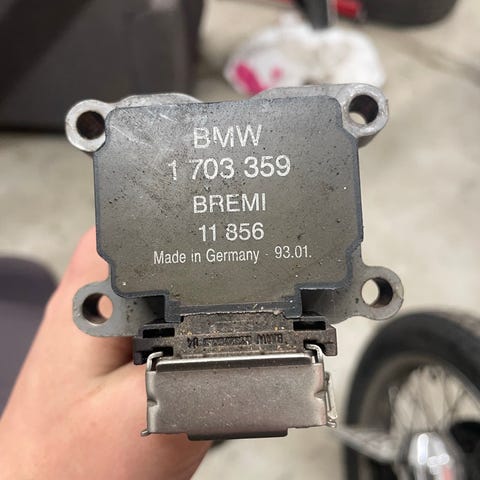 BMW
1 703 359
BREMI
11 856
Made in Germany 93.01.